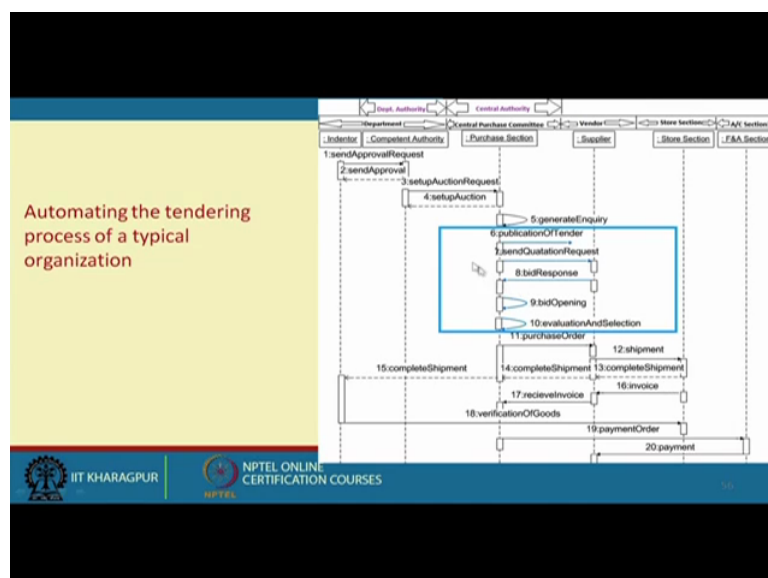 Dept. Authority Central Authority
Department Central Purchase Committee Vendor Store Section A/C Section
: Indentor : Competent Authority : Purchase Section : Supplier : Store Section : F&A Section
1:sendApprovalRequest
2:sendApproval
3:setupAuctionRequest
4:setupAuction
5:generateEnquiry
6:publicationOfTender
7:sendQuatationRequest
8:bidResponse
9:bidOpening
10:evaluationAndSelection
11:purchaseOrder
12:shipment
15:completeShipment 14:completeShipment 13:completeShipment
16:invoice
17:recieveInvoice
18:verificationOfGoods
19:paymentOrder
20:payment
Automating the tendering
process of a typical
organization
IIT KHARAGPUR
NPTEL
NPTEL ONLINE
CERTIFICATION COURSES
56